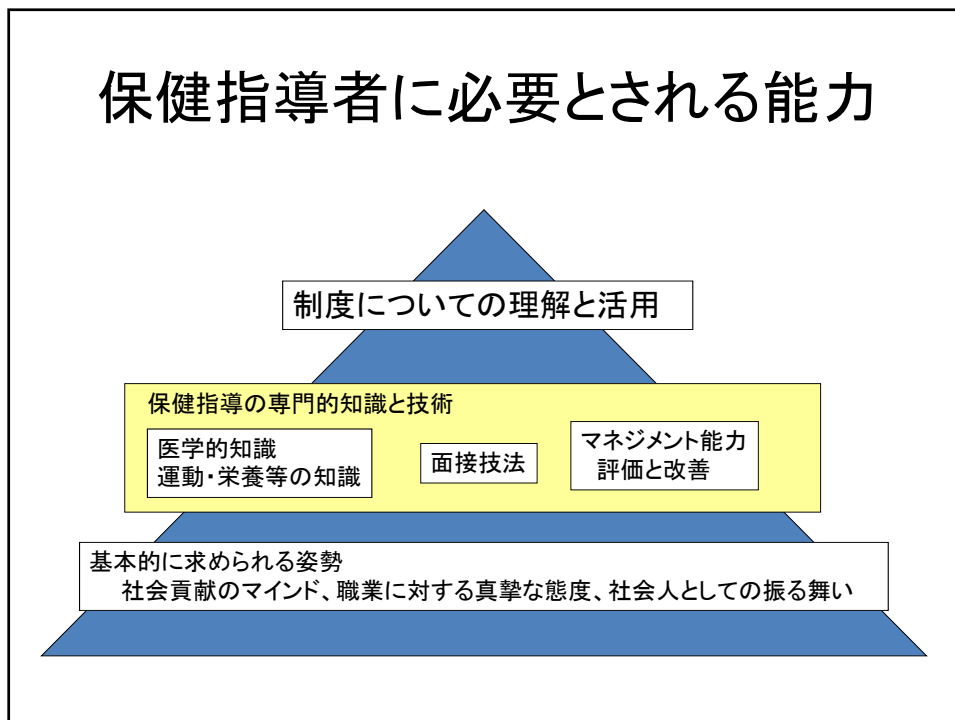 保健指導者に必要とされる能力
制度についての理解と活用
保健指導の専門的知識と技術
医学的知識
運動・栄養等の知識
面接技法
マネジメント能力
評価と改善
基本的に求められる姿勢
社会貢献のマインド、職業に対する真摯な態度、社会人としての振る舞い